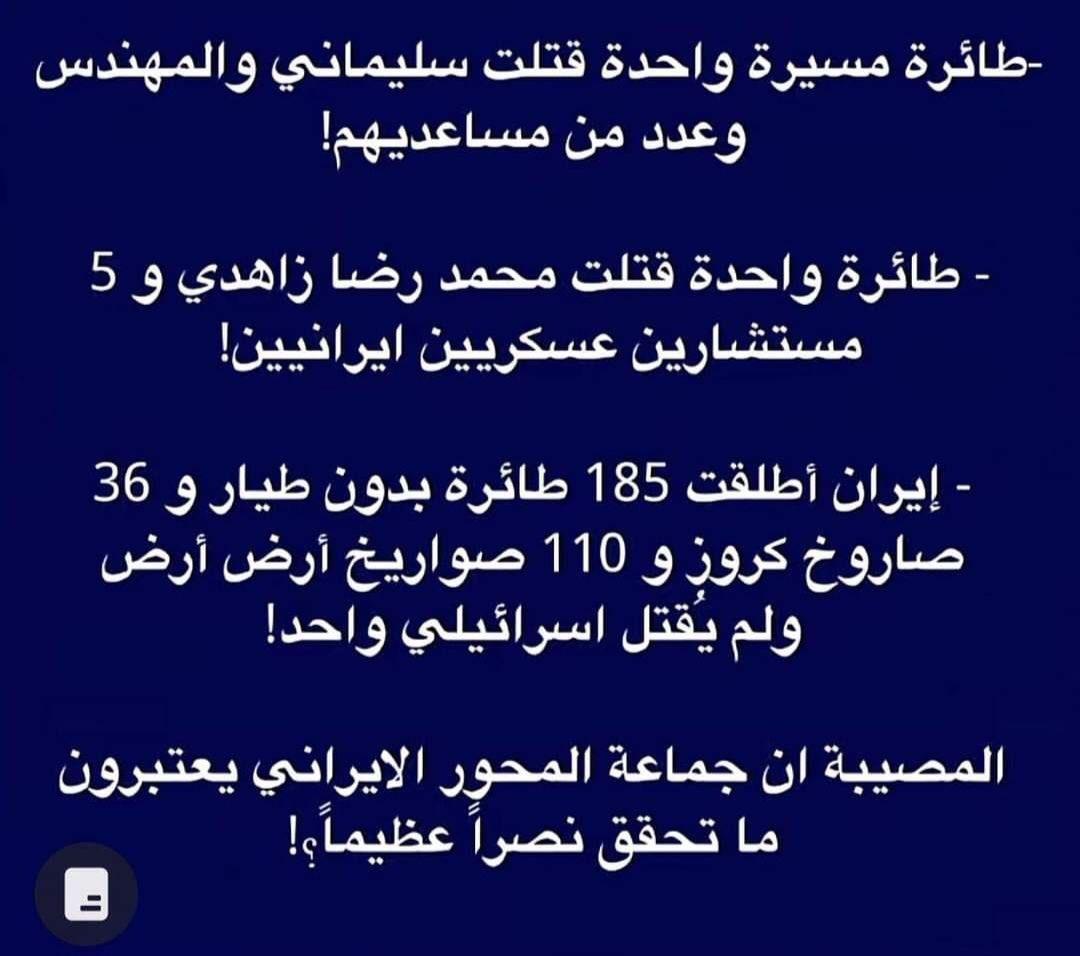 -طائرة مسيرة واحدة قتلت سليماني والمهندس
وعدد من مساعديهم!
- طائرة واحدة قتلت محمد رضا زاهدي و 5
مستشارين عسكريين ايرانيين!
- إيران أطلقت 185 طائرة بدون طيار و 36
صاروخ كروز و 110 صواريخ أرض أرض
ولم يُقتل اسرائيلي واحد!
المصيبة ان جماعة المحور الايراني يعتبرون
ما تحقق نصراً عظيماً؟!